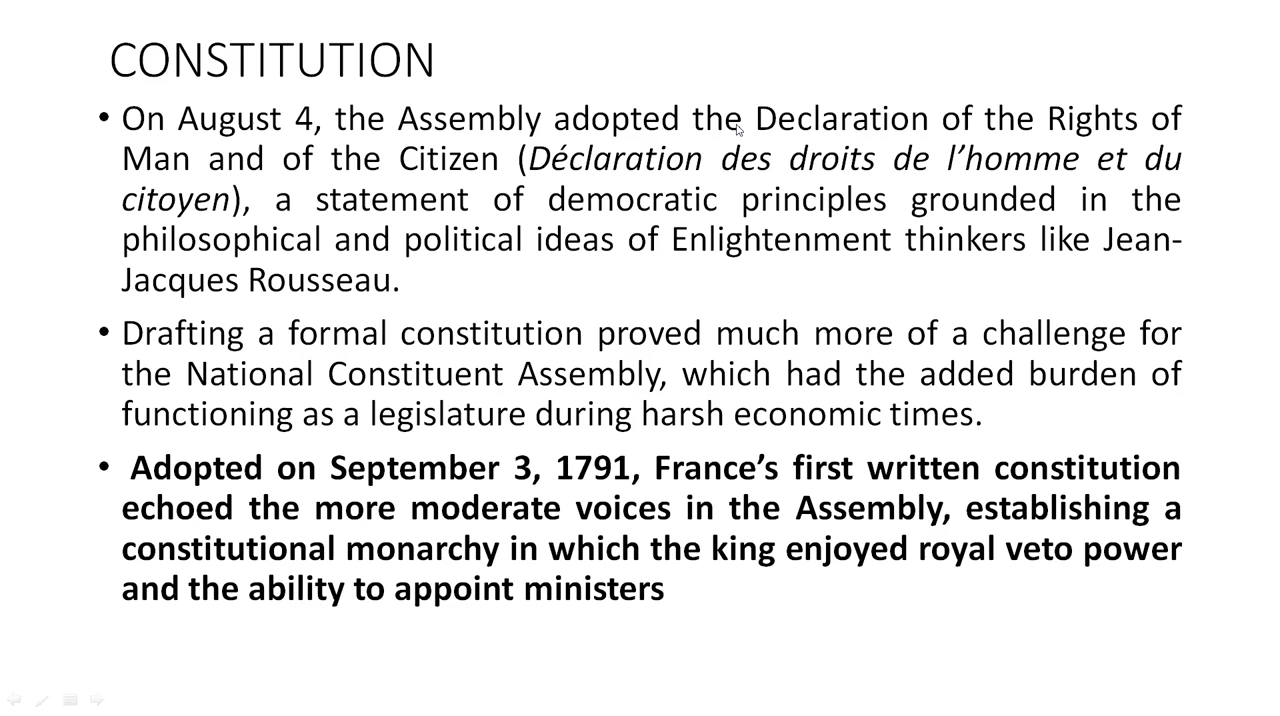 CONSTITUTION
• On August 4, the Assembly adopted the Declaration of the Rights of
Man and of the Citizen (Déclaration des droits de l’homme et du
citoyen), a statement of democratic principles grounded in the
philosophical and political ideas of Enlightenment thinkers like Jean-
Jacques Rousseau.
• Drafting a formal constitution proved much more of a challenge for
the National Constituent Assembly, which had the added burden of
functioning as a legislature during harsh economic times.
• Adopted on September 3, 1791, France’s first written constitution
echoed the more moderate voices in the Assembly, establishing a
constitutional monarchy in which the king enjoyed royal veto power
and the ability to appoint ministers